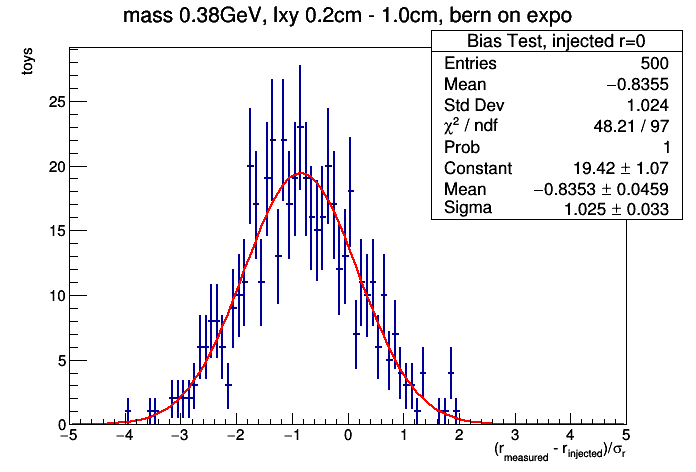 mass 0.38GeV, lxy 0.2cm - 1.0cm, bern on expo
Bias Test, injected r=0
Entries 500
Mean −0.8355
Std Dev 1.024
χ² / ndf 48.21 / 97
Prob 1
Constant 19.42 ± 1.07
Mean −0.8353 ± 0.0459
Sigma 1.025 ± 0.033
toys
25
20
15
10
5
0
−5 −4 −3 −2 −1 0 1 2 3 4 5
(r_measured - r_injected)/σ_r